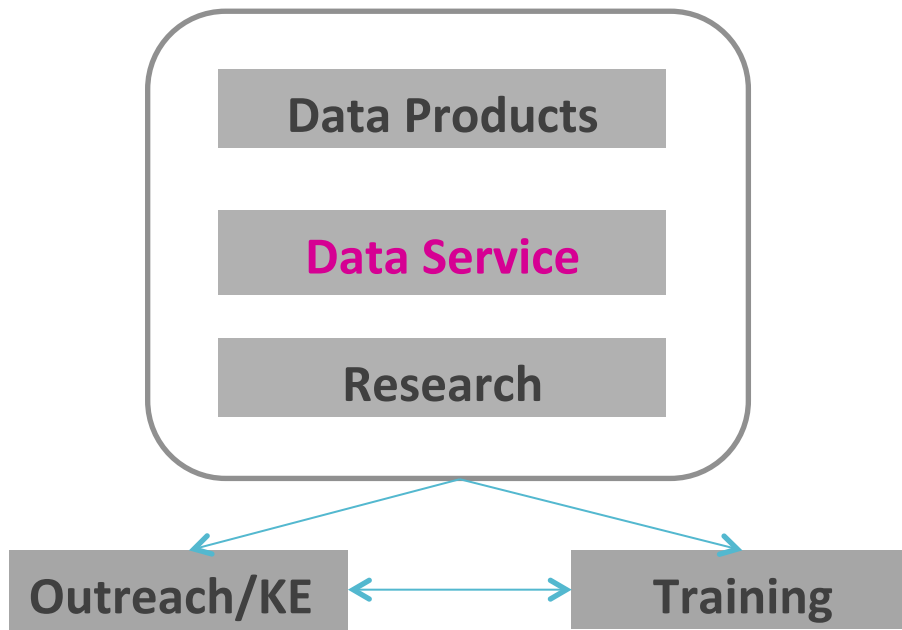 Data Products
Data Service
Research
Outreach/KE
Training